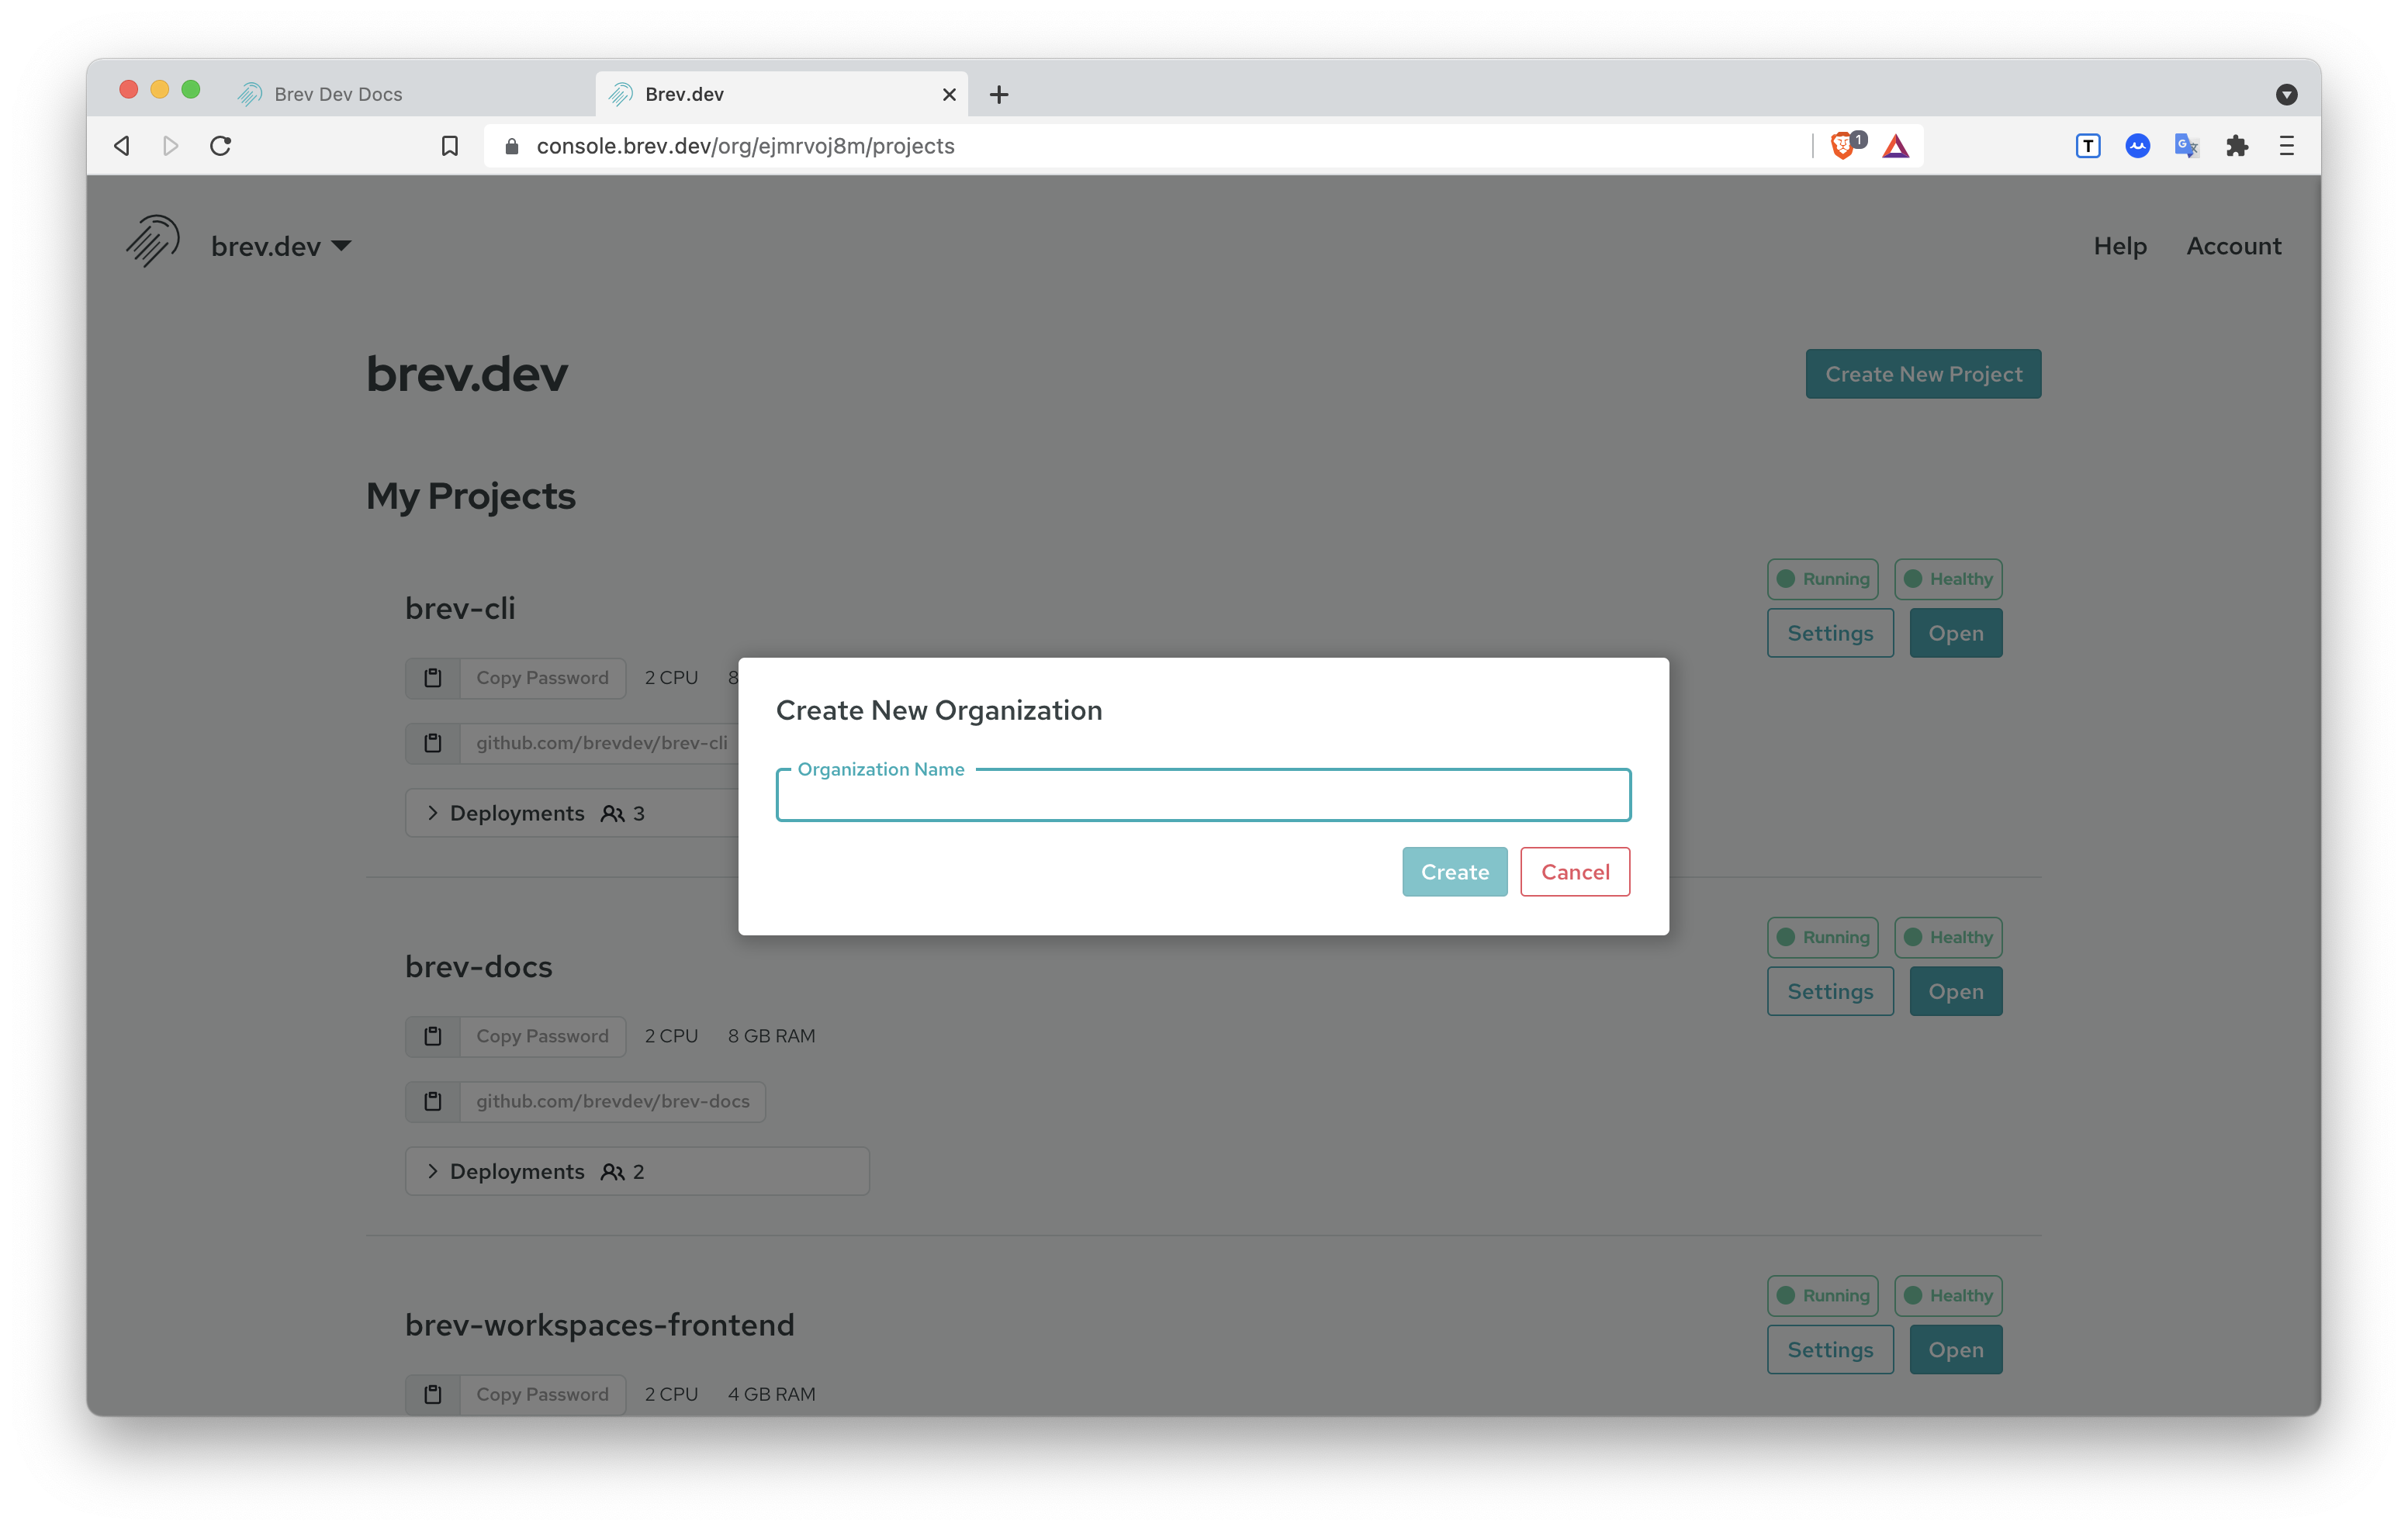 Brev Dev Docs
Brev.dev
console.brev.dev/org/ejmrvoj8m/projects
1
T
G
brev.dev
Help
Account
brev.dev
Create New Project
My Projects
brev-cli
Running
Healthy
Settings
Open
Copy Password
2 CPU
8
github.com/brevdev/brev-cli
Deployments 3
Create New Organization
Organization Name
Create
Cancel
brev-docs
Running
Healthy
Settings
Open
Copy Password
2 CPU
8 GB RAM
github.com/brevdev/brev-docs
Deployments 2
brev-workspaces-frontend
Running
Healthy
Settings
Open
Copy Password
2 CPU
4 GB RAM